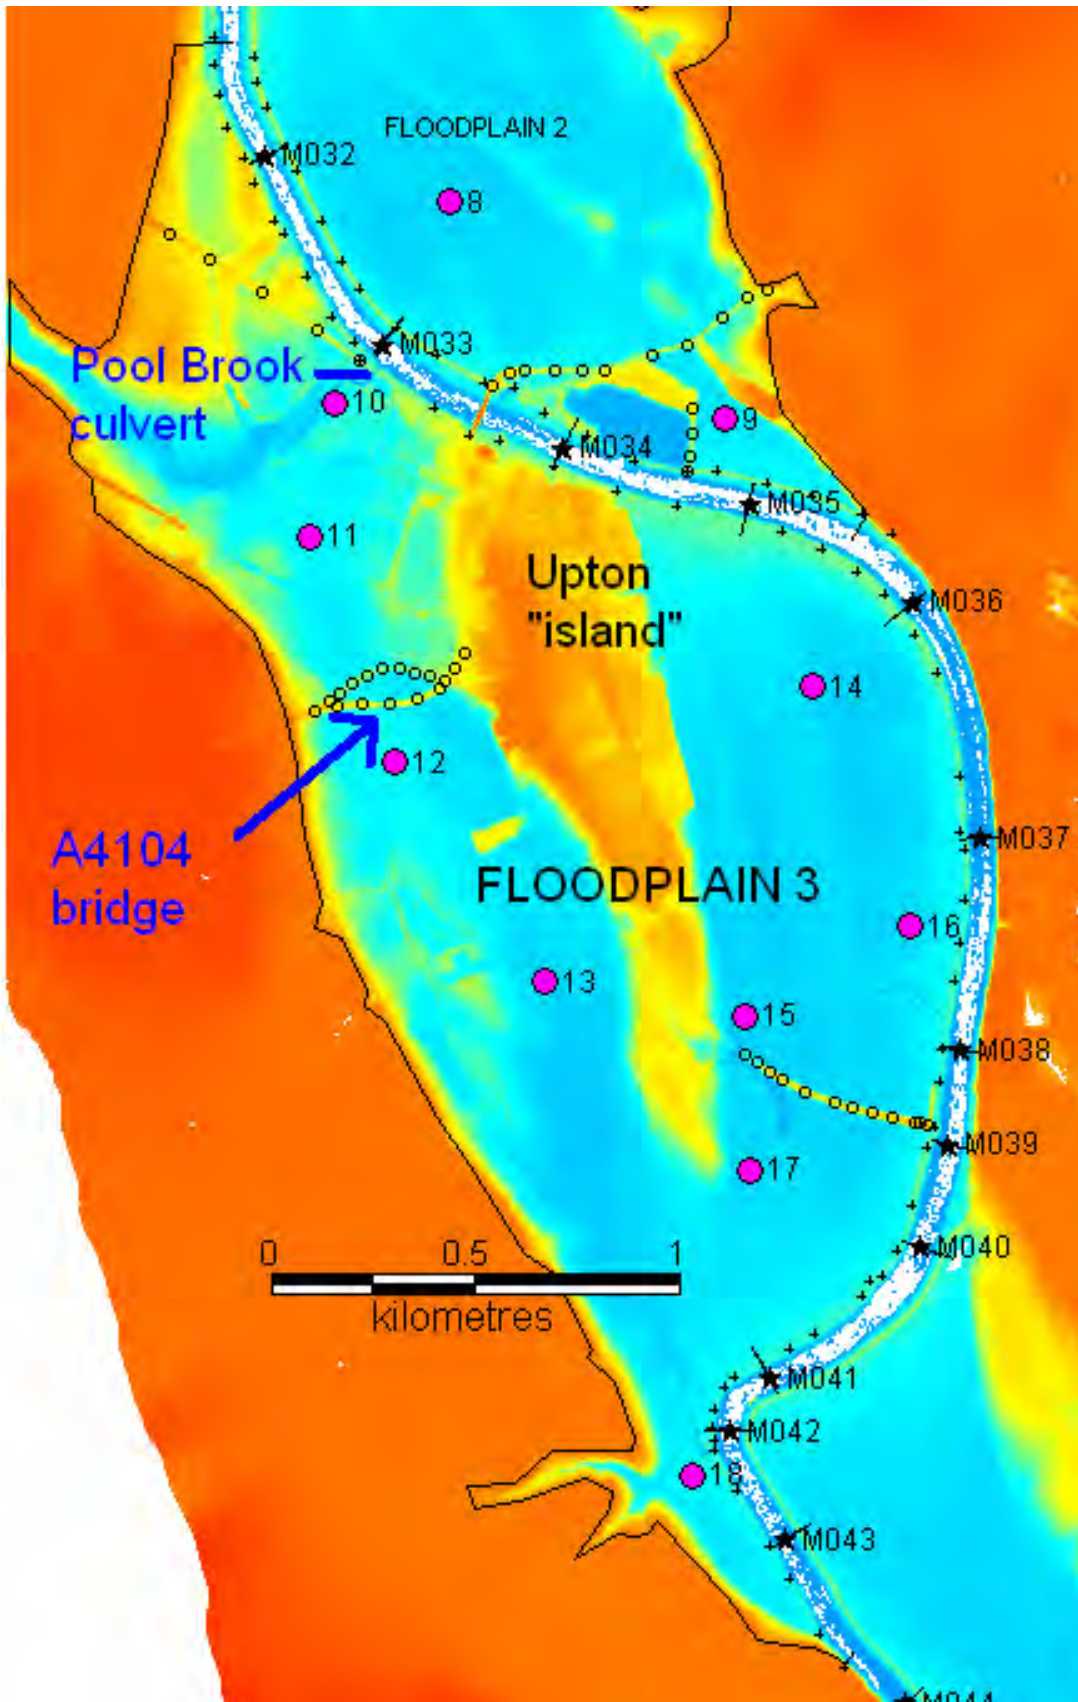 FLOODPLAIN 2
M032
8
M033
Pool Brook
culvert
10
9
M034
M035
11
Upton
"island"
M036
14
12
A4104
bridge
M037
FLOODPLAIN 3
16
13
15
M038
M039
17
0 0.5 1
kilometres
M040
M041
M042
18
M043
M044